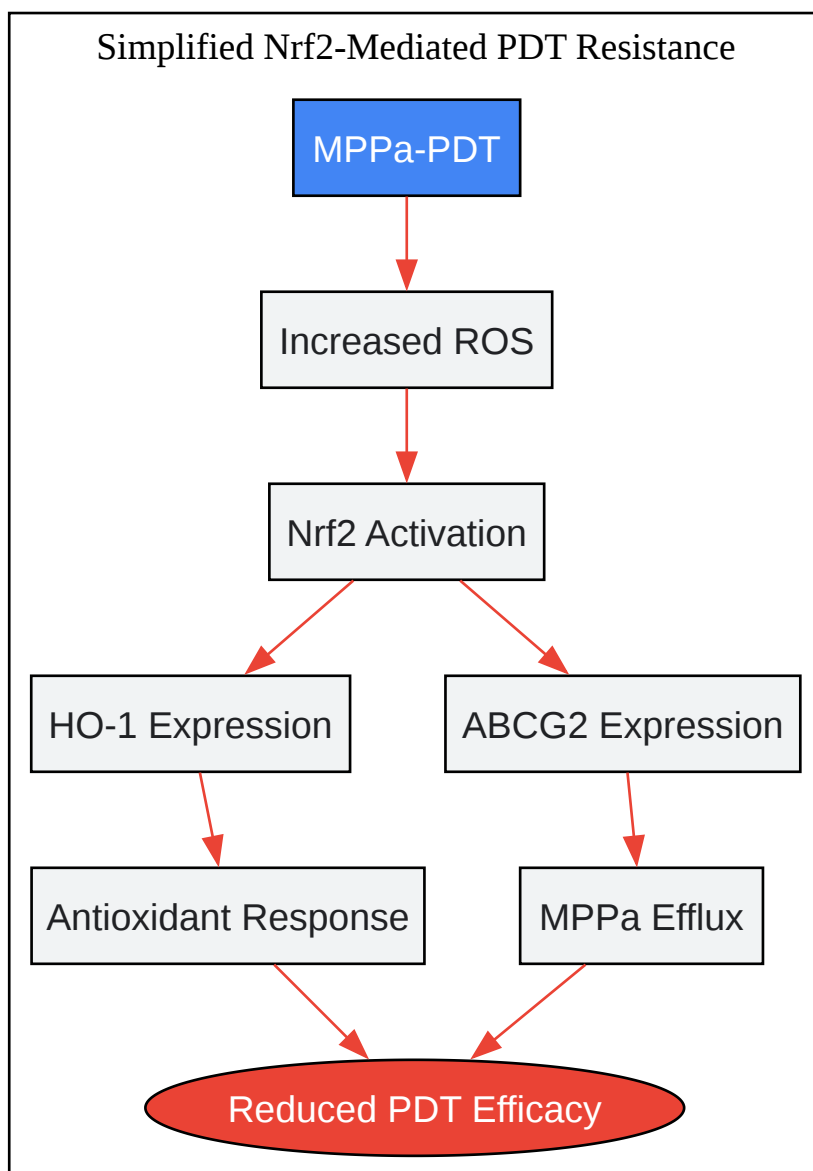 Simplified Nrf2-Mediated PDT Resistance
MPPa-PDT
Increased ROS
Nrf2 Activation
HO-1 Expression
ABCG2 Expression
Antioxidant Response
MPPa Efflux
Reduced PDT Efficacy